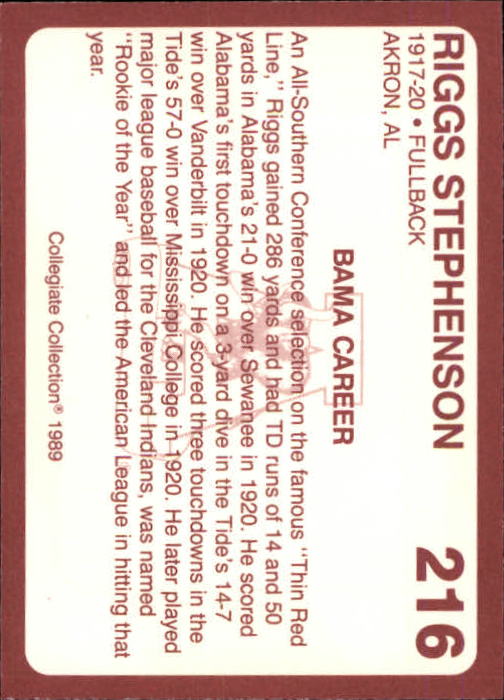 RIGGS STEPHENSON 216
1917-20 • FULLBACK
AKRON, AL
BAMA CAREER
An All-Southern Conference selection on the famous "Thin Red
Line," Riggs gained 286 yards and had TD runs of 14 and 50
yards in Alabama's 21-0 win over Sewanee in 1920. He scored
Alabama's first touchdown on a 3-yard dive in the Tide's 14-7
win over Vanderbilt in 1920. He scored three touchdowns in the
Tide's 57-0 win over Mississippi College in 1920. He later played
major league baseball for the Cleveland Indians, was named
"Rookie of the Year" and led the American League in hitting that
year.
Collegiate Collection® 1989